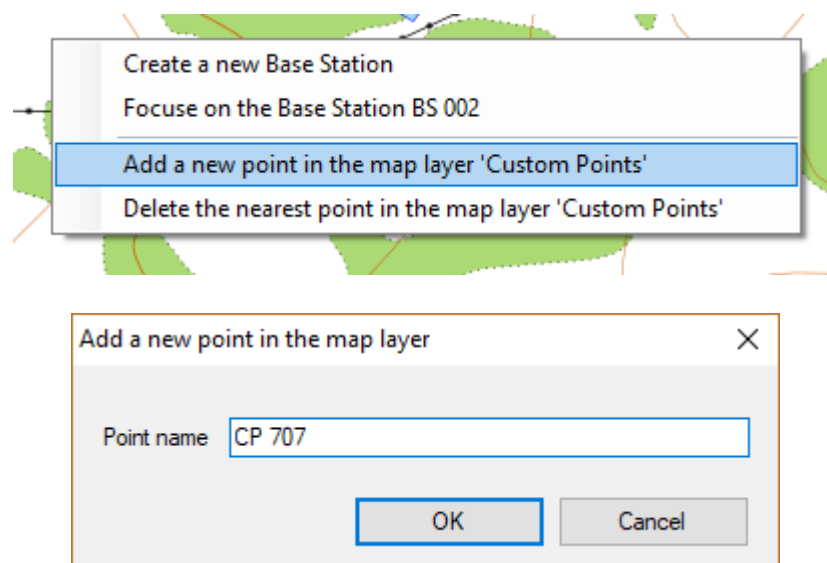 Create a new Base Station
Focuse on the Base Station BS 002
Add a new point in the map layer 'Custom Points'
Delete the nearest point in the map layer 'Custom Points'
Add a new point in the map layer
Point name CP 707
OK Cancel